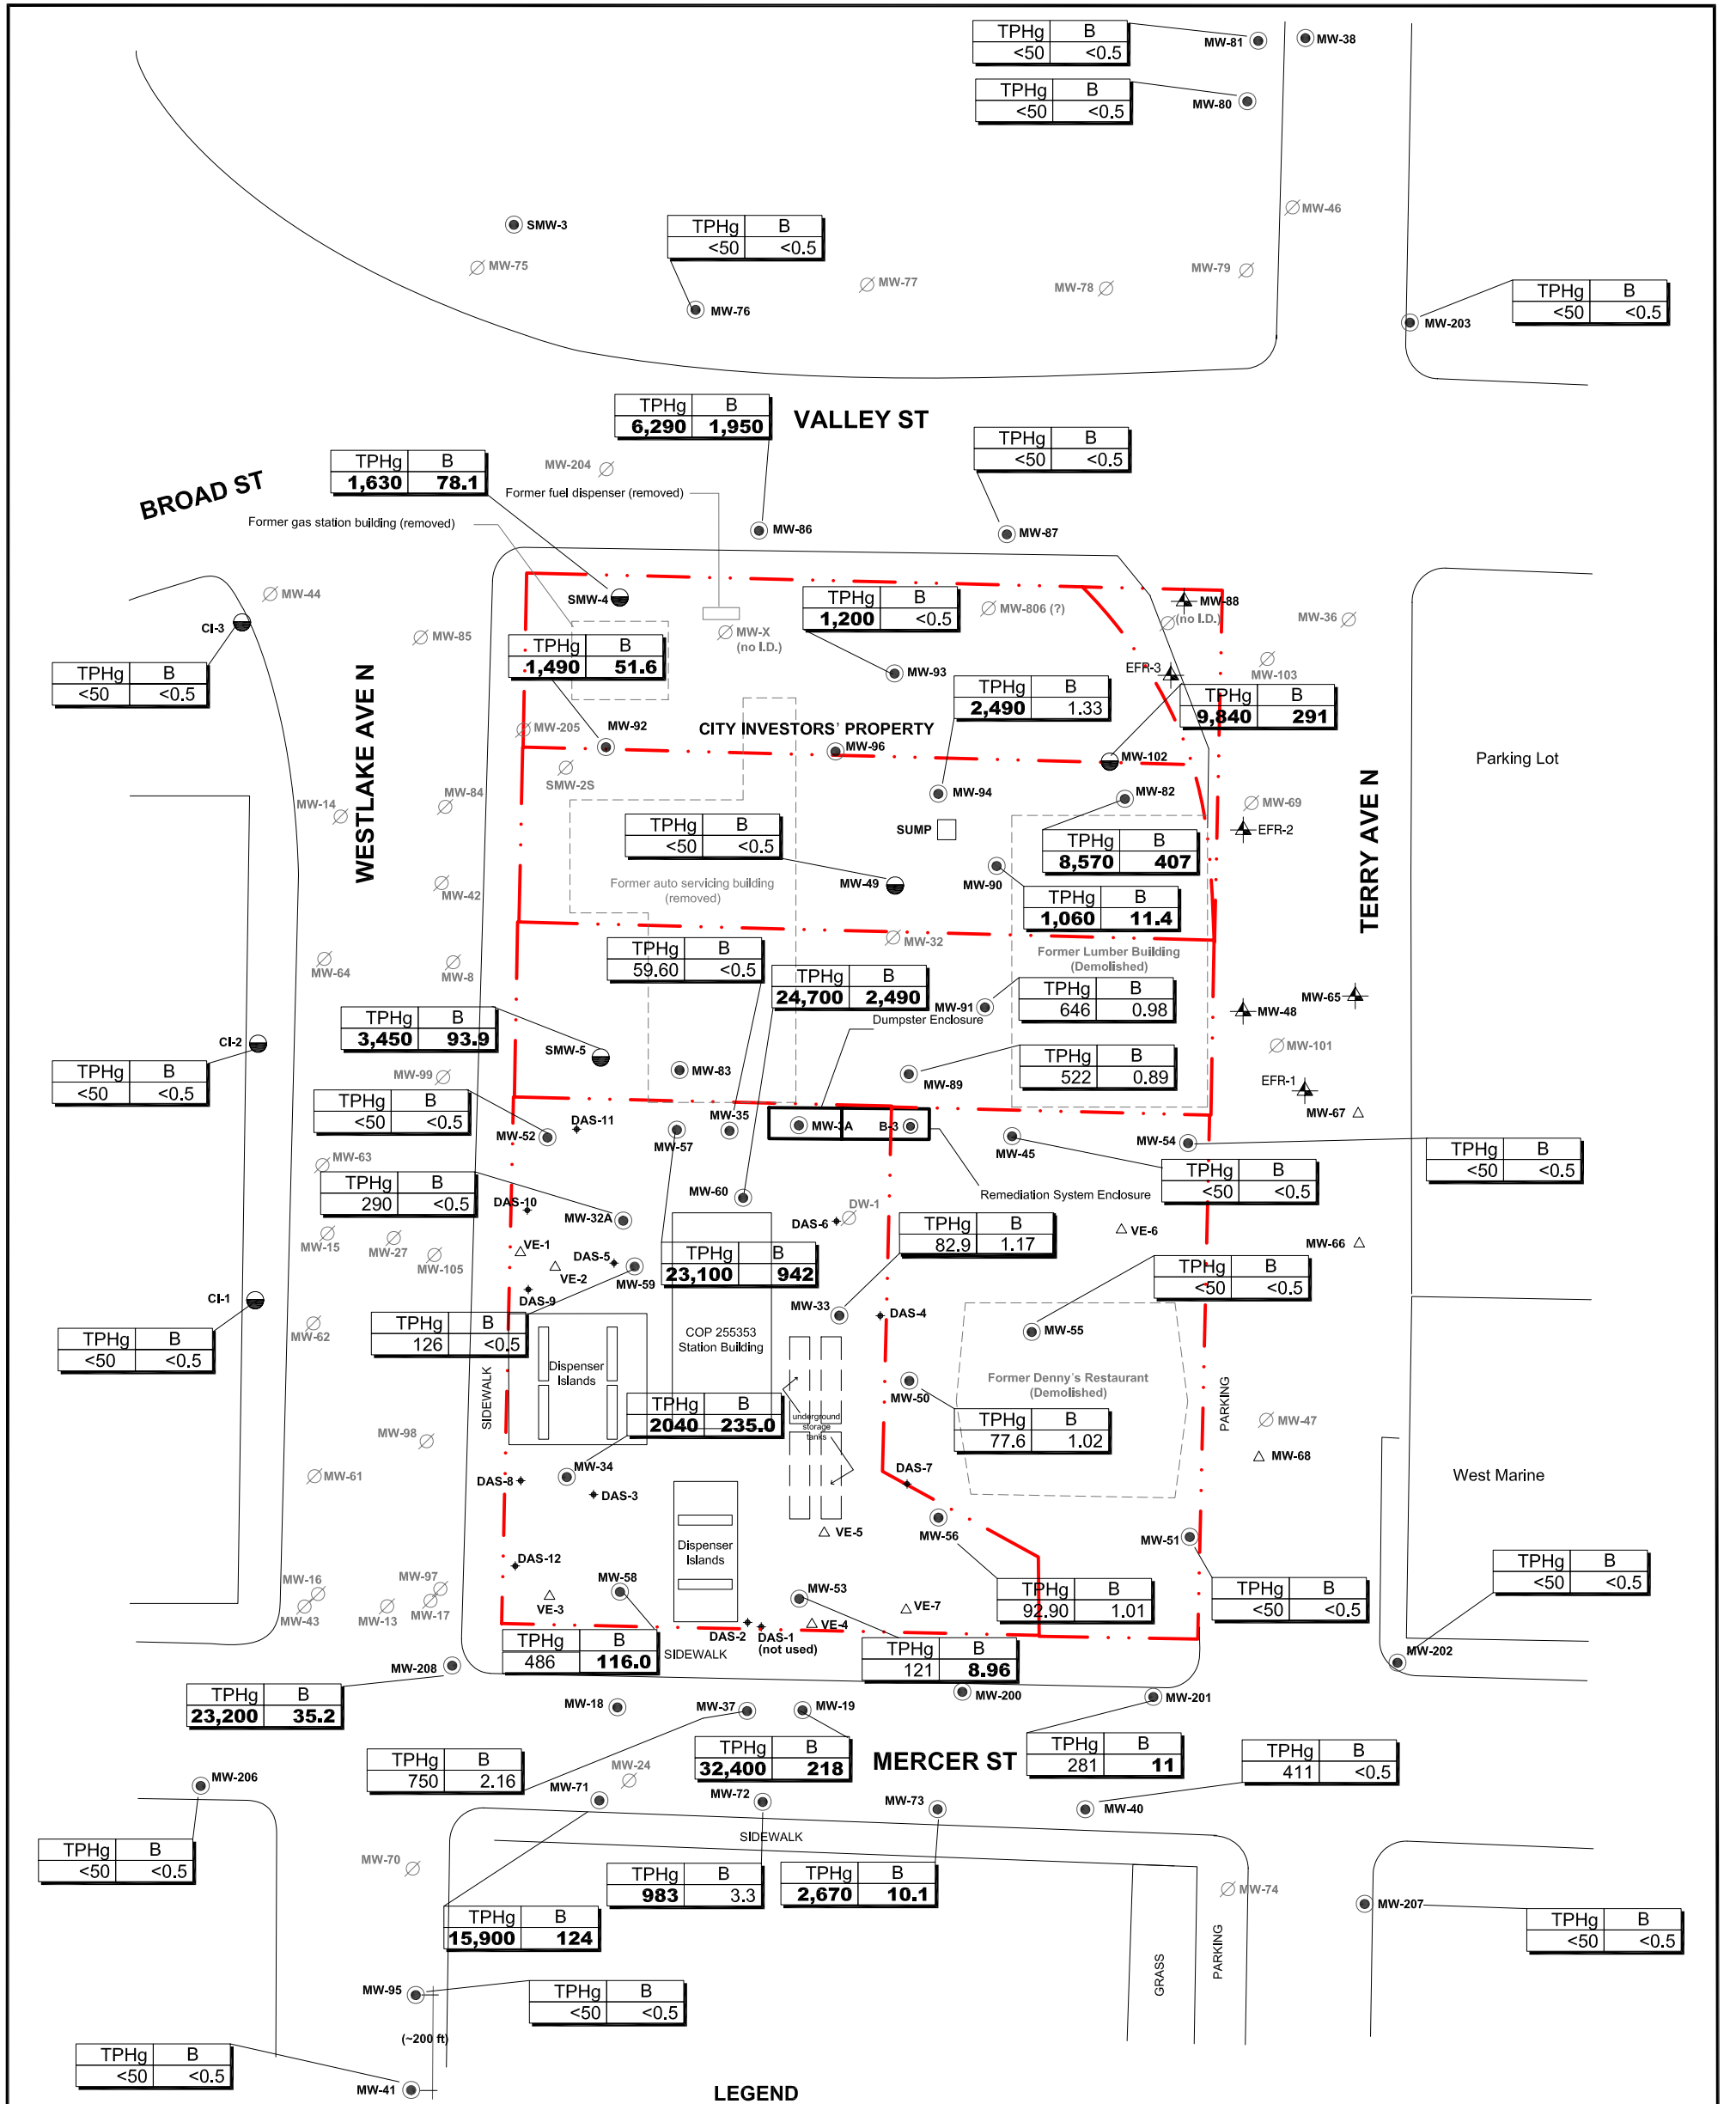 TPHg B
<50 <0.5
MW-81
MW-38
TPHg B
<50 <0.5
MW-80
MW-46
SMW-3
TPHg B
<50 <0.5
MW-75
MW-76
MW-77
MW-78
MW-79
TPHg B
<50 <0.5
MW-203
TPHg B
6,290 1,950
VALLEY ST
TPHg B
<50 <0.5
BROAD ST
TPHg B
1,630 78.1
MW-204
Former fuel dispenser (removed)
Former gas station building (removed)
MW-86
MW-87
MW-44
CI-3
TPHg B
<50 <0.5
MW-85
SMW-4
TPHg B
1,490 51.6
MW-X
(no I.D.)
TPHg B
1,200 <0.5
MW-806 (?)
MW-88
(no I.D.)
MW-36
MW-93
EFR-3
MW-103
TPHg B
2,490 1.33
TPHg B
9,840 291
WESTLAKE AVE N
MW-205
MW-92
CITY INVESTORS' PROPERTY
MW-96
MW-102
Parking Lot
SMW-2S
MW-14
MW-84
MW-94
MW-82
MW-69
TERRY AVE N
TPHg B
<50 <0.5
SUMP
EFR-2
TPHg B
8,570 407
MW-42
Former auto servicing building
(removed)
MW-49
MW-90
TPHg B
1,060 11.4
MW-32
Former Lumber Building
(Demolished)
TPHg B
59.60 <0.5
TPHg B
24,700 2,490
MW-64
MW-8
MW-91
TPHg B
646 0.98
MW-65
MW-48
Dumpster Enclosure
TPHg B
3,450 93.9
CI-2
SMW-5
MW-101
TPHg B
<50 <0.5
MW-99
MW-83
MW-89
TPHg B
522 0.89
EFR-1
MW-67
TPHg B
<50 <0.5
DAS-11
MW-52
MW-57
MW-35
MW-3A
B-3
MW-45
MW-54
TPHg B
<50 <0.5
MW-63
TPHg B
290 <0.5
MW-60
TPHg B
<50 <0.5
Remediation System Enclosure
DAS-10
MW-32A
DAS-6
DW-1
TPHg B
82.9 1.17
VE-6
MW-15
MW-27
MW-105
VE-1
VE-2
DAS-5
MW-59
TPHg B
23,100 942
MW-66
TPHg B
<50 <0.5
DAS-9
CI-1
TPHg B
<50 <0.5
MW-62
TPHg B
126 <0.5
MW-33
DAS-4
MW-55
COP 255353
Station Building
Dispenser
Islands
SIDEWALK
MW-50
Former Denny's Restaurant
(Demolished)
PARKING
TPHg B
2040 235.0
underground
storage
tanks
TPHg B
77.6 1.02
MW-47
MW-98
MW-68
MW-61
MW-34
DAS-8
DAS-3
DAS-7
West Marine
MW-56
VE-5
MW-51
Dispenser
Islands
DAS-12
MW-16
MW-97
MW-58
MW-53
MW-43
MW-13
MW-17
VE-3
VE-7
TPHg B
92.90 1.01
TPHg B
<50 <0.5
TPHg B
<50 <0.5
DAS-2
DAS-1
(not used)
VE-4
TPHg B
486 116.0
SIDEWALK
TPHg B
121 8.96
MW-202
MW-208
TPHg B
23,200 35.2
MW-18
MW-37
MW-19
MW-200
MW-201
TPHg B
750 2.16
TPHg B
32,400 218
MERCER ST
TPHg B
281 11
TPHg B
411 <0.5
MW-24
MW-206
MW-71
MW-72
MW-73
MW-40
SIDEWALK
TPHg B
<50 <0.5
MW-70
TPHg B
983 3.3
TPHg B
2,670 10.1
MW-74
MW-207
TPHg B
15,900 124
TPHg B
<50 <0.5
GRASS
PARKING
MW-95
TPHg B
<50 <0.5
(~200 ft)
TPHg B
<50 <0.5
MW-41
LEGEND